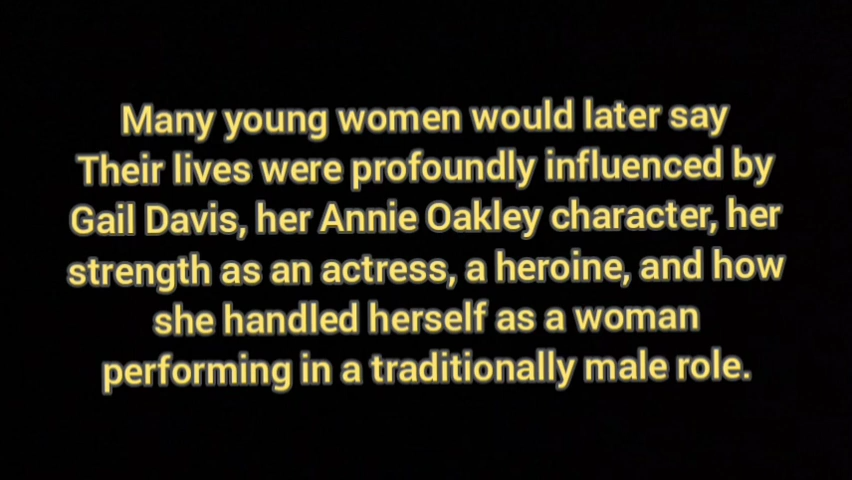 Many young women would later say
Their lives were profoundly influenced by
Gail Davis, her Annie Oakley character, her
strength as an actress, a heroine, and how
she handled herself as a woman
performing in a traditionally male role.